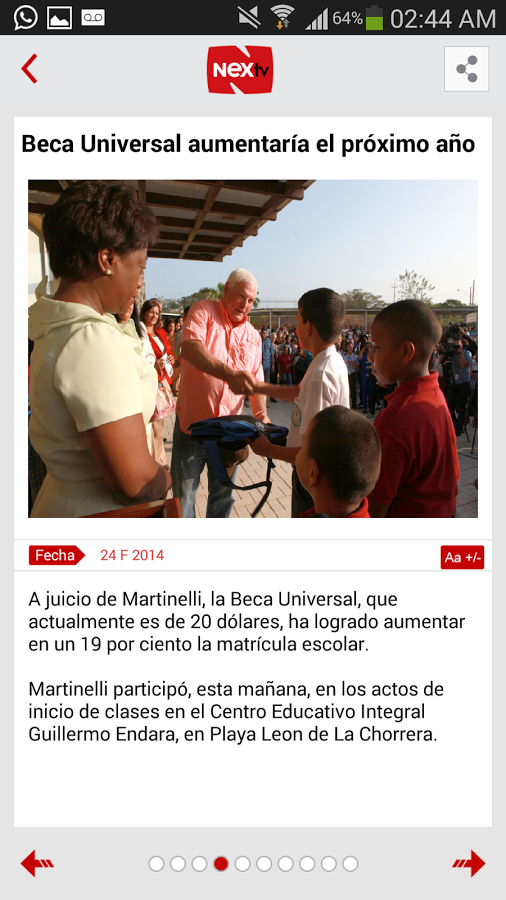 64% 02:44 AM
NEXtv
Beca Universal aumentaría el próximo año
Fecha 24 F 2014 Aa +/-
A juicio de Martinelli, la Beca Universal, que
actualmente es de 20 dólares, ha logrado aumentar
en un 19 por ciento la matrícula escolar.
Martinelli participó, esta mañana, en los actos de
inicio de clases en el Centro Educativo Integral
Guillermo Endara, en Playa Leon de La Chorrera.